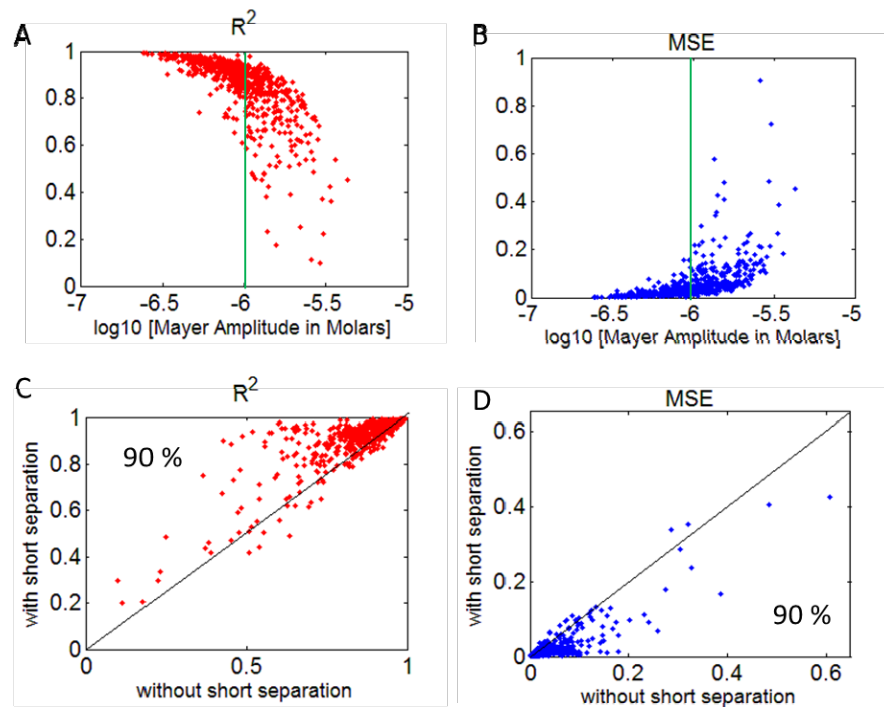 A
R²
1
0.8
0.6
0.4
0.2
0
-7
-6.5
-6
-5.5
-5
log10 [Mayer Amplitude in Molars]
B
MSE
1
0.8
0.6
0.4
0.2
0
-7
-6.5
-6
-5.5
-5
log10 [Mayer Amplitude in Molars]
C
R²
with short separation
1
0.8
0.6
0.4
0.2
0
90 %
0
0.5
1
without short separation
D
MSE
with short separation
0.6
0.4
0.2
0
90 %
0
0.2
0.4
0.6
without short separation